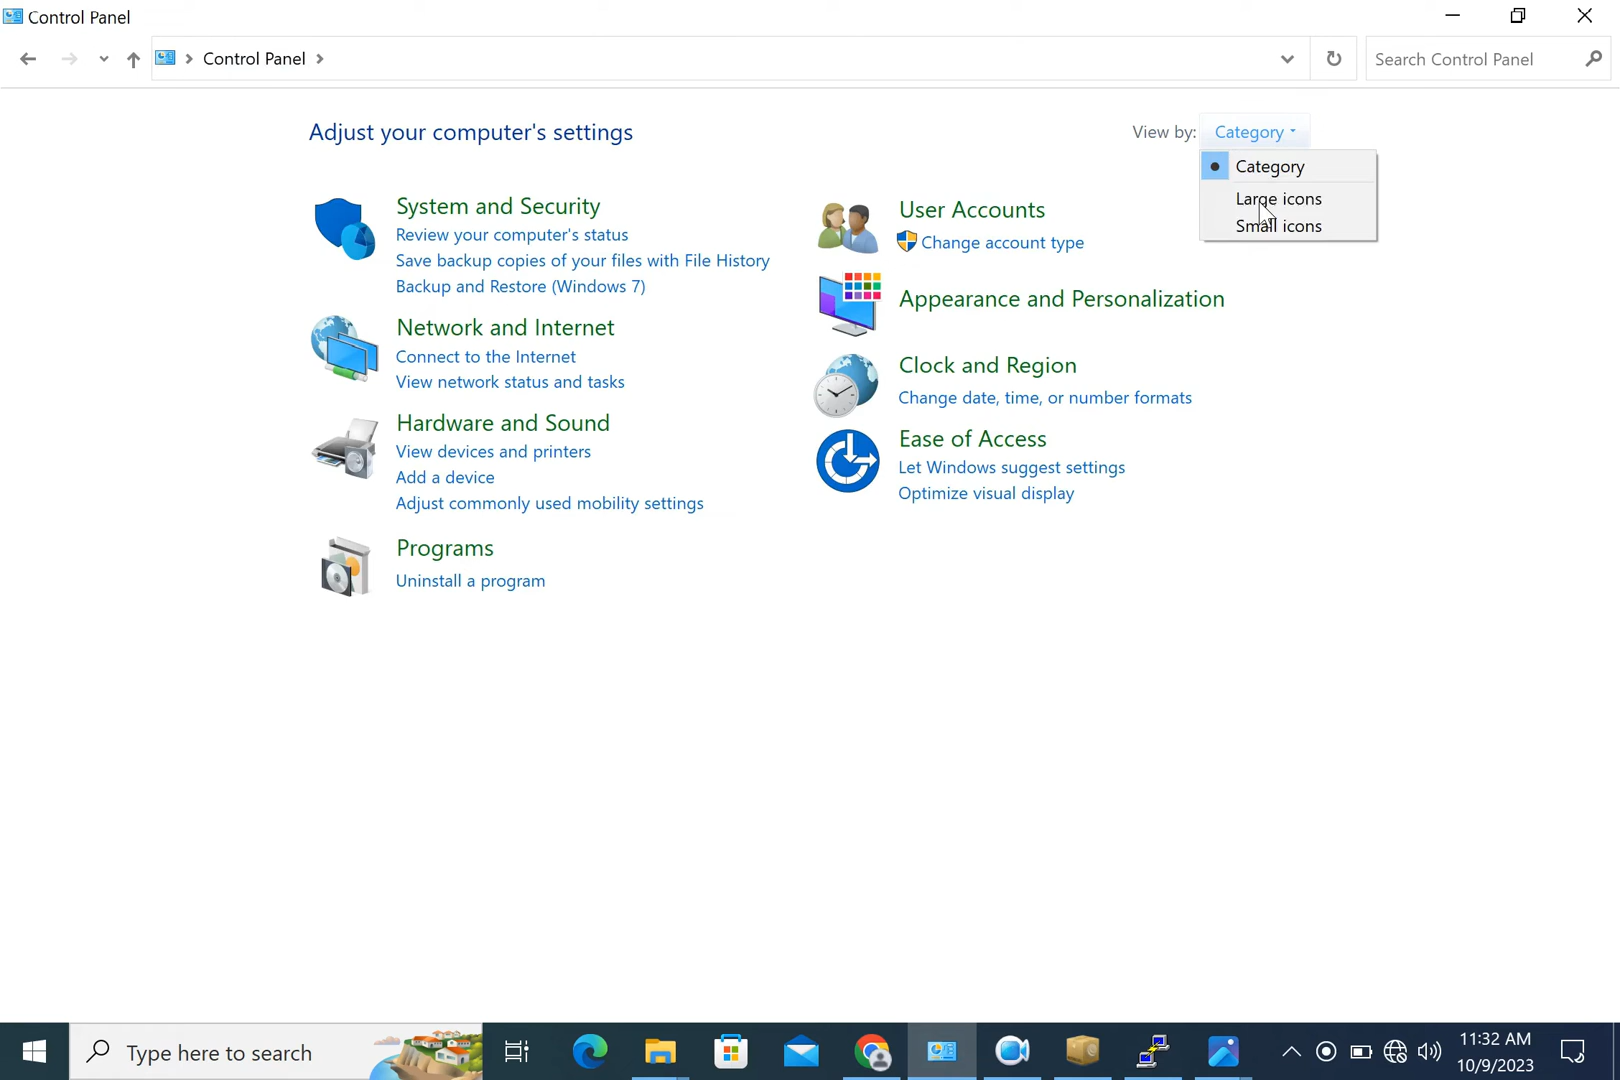 Control Panel
Control Panel
Search Control Panel
Adjust your computer's settings
View by: Category
Category
Large icons
Small icons
System and Security
Review your computer's status
Save backup copies of your files with File History
Backup and Restore (Windows 7)
Network and Internet
Connect to the Internet
View network status and tasks
Hardware and Sound
View devices and printers
Add a device
Adjust commonly used mobility settings
Programs
Uninstall a program
User Accounts
Change account type
Appearance and Personalization
Clock and Region
Change date, time, or number formats
Ease of Access
Let Windows suggest settings
Optimize visual display
Type here to search
11:32 AM
10/9/2023